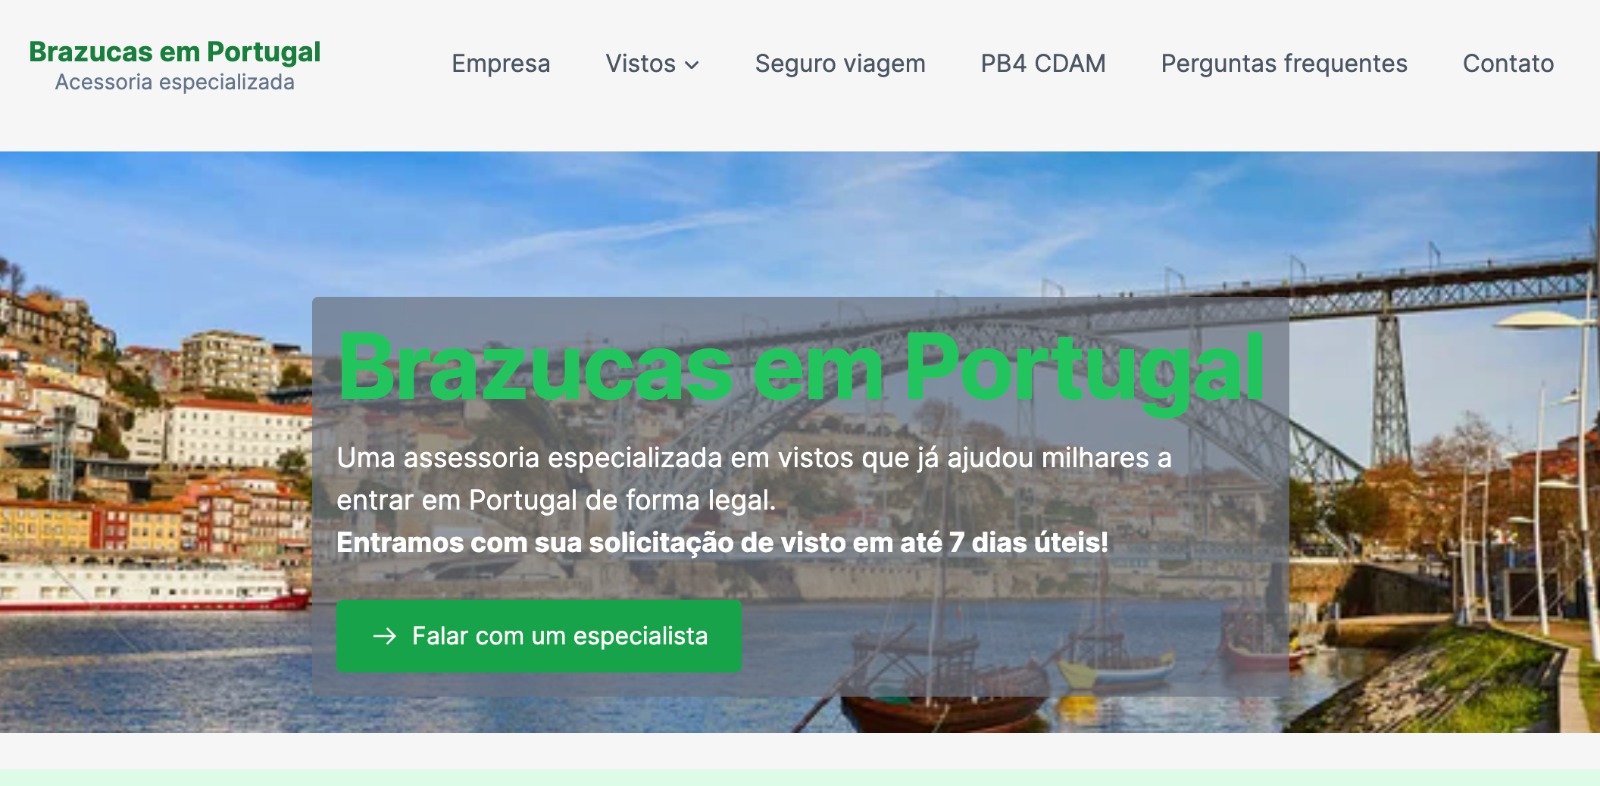 Brazucas em Portugal
Acessoria especializada
Empresa
Vistos
Seguro viagem
PB4 CDAM
Perguntas frequentes
Contato
Brazucas em Portugal
Uma assessoria especializada em vistos que já ajudou milhares a
entrar em Portugal de forma legal.
Entramos com sua solicitação de visto em até 7 dias úteis!
→ Falar com um especialista